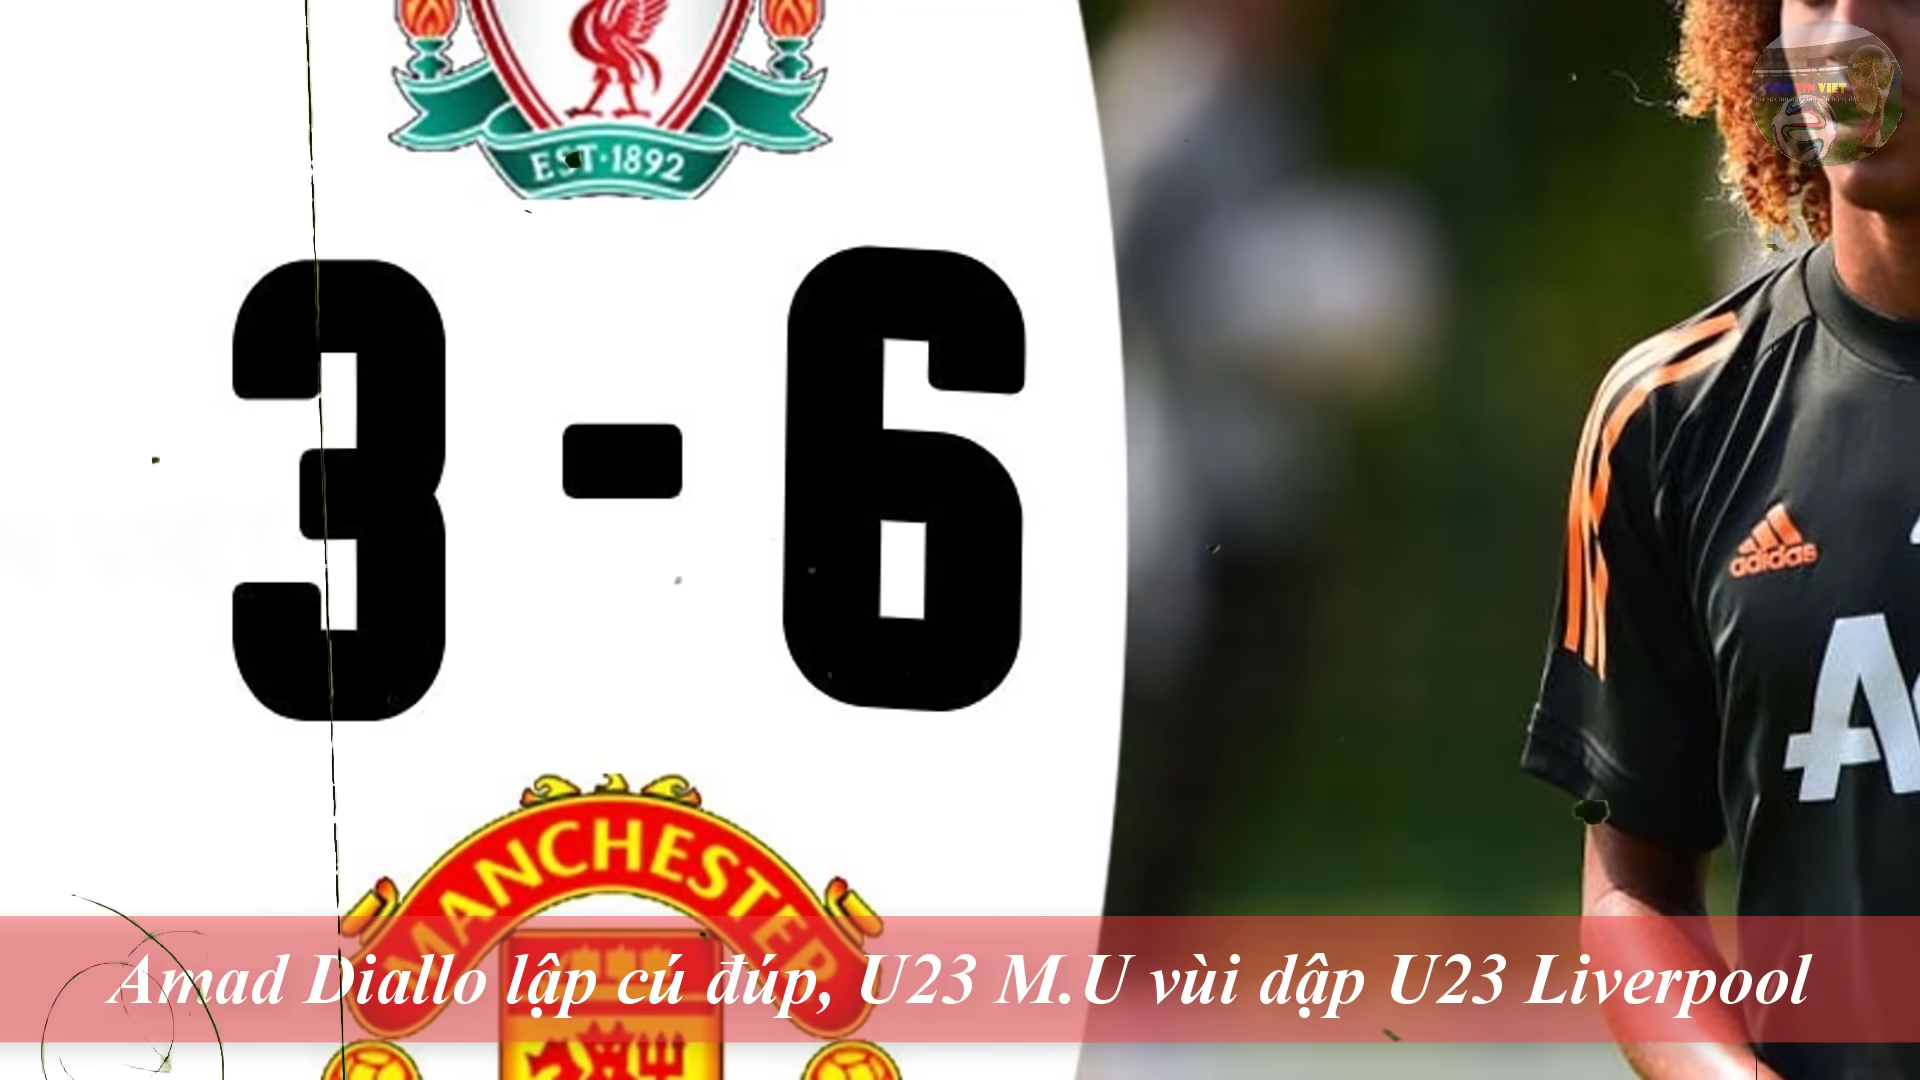 EST·1892
3 - 6
adidas
MANCHESTER
Amad Diallo lập cú đúp, U23 M.U vùi dập U23 Liverpool